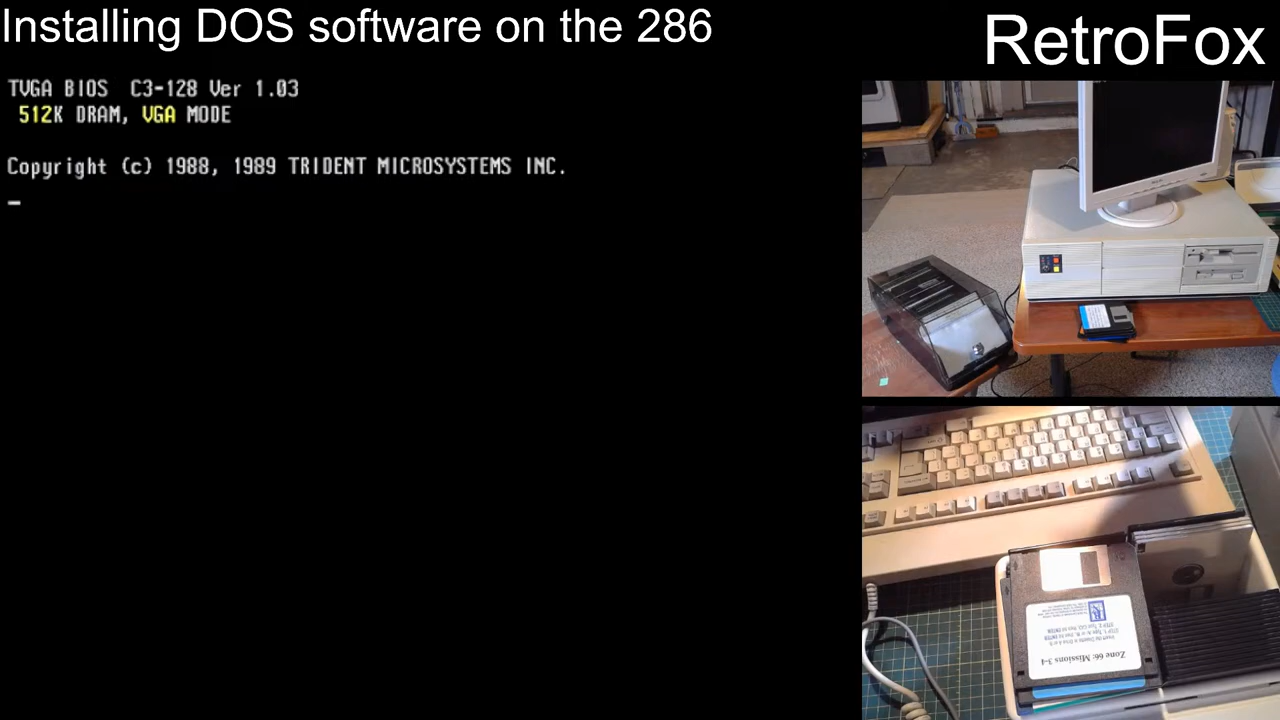 Installing DOS software on the 286
RetroFox
TVGA BIOS  C3-128 Ver 1.03
512K DRAM, VGA MODE
Copyright (c) 1988, 1989 TRIDENT MICROSYSTEMS INC.
Zone 66: Missions 3-4